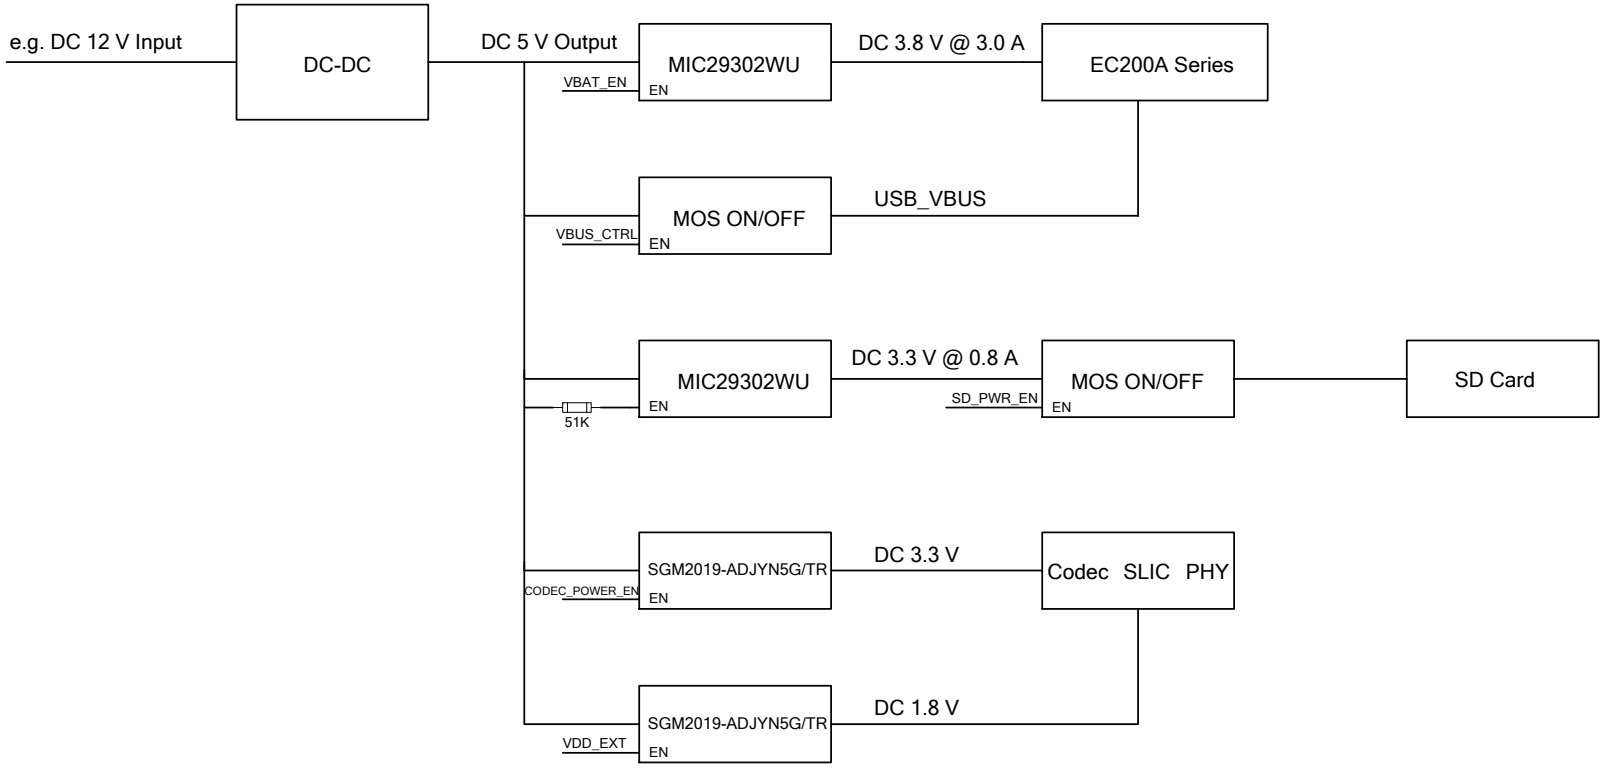 e.g. DC 12 V Input
DC-DC
DC 5 V Output
VBAT_EN
MIC29302WU
EN
DC 3.8 V @ 3.0 A
EC200A Series
VBUS_CTRL
MOS ON/OFF
EN
USB_VBUS
51K
MIC29302WU
EN
DC 3.3 V @ 0.8 A
SD_PWR_EN
MOS ON/OFF
EN
SD Card
CODEC_POWER_EN
SGM2019-ADJYN5G/TR
EN
DC 3.3 V
Codec SLIC PHY
VDD_EXT
SGM2019-ADJYN5G/TR
EN
DC 1.8 V